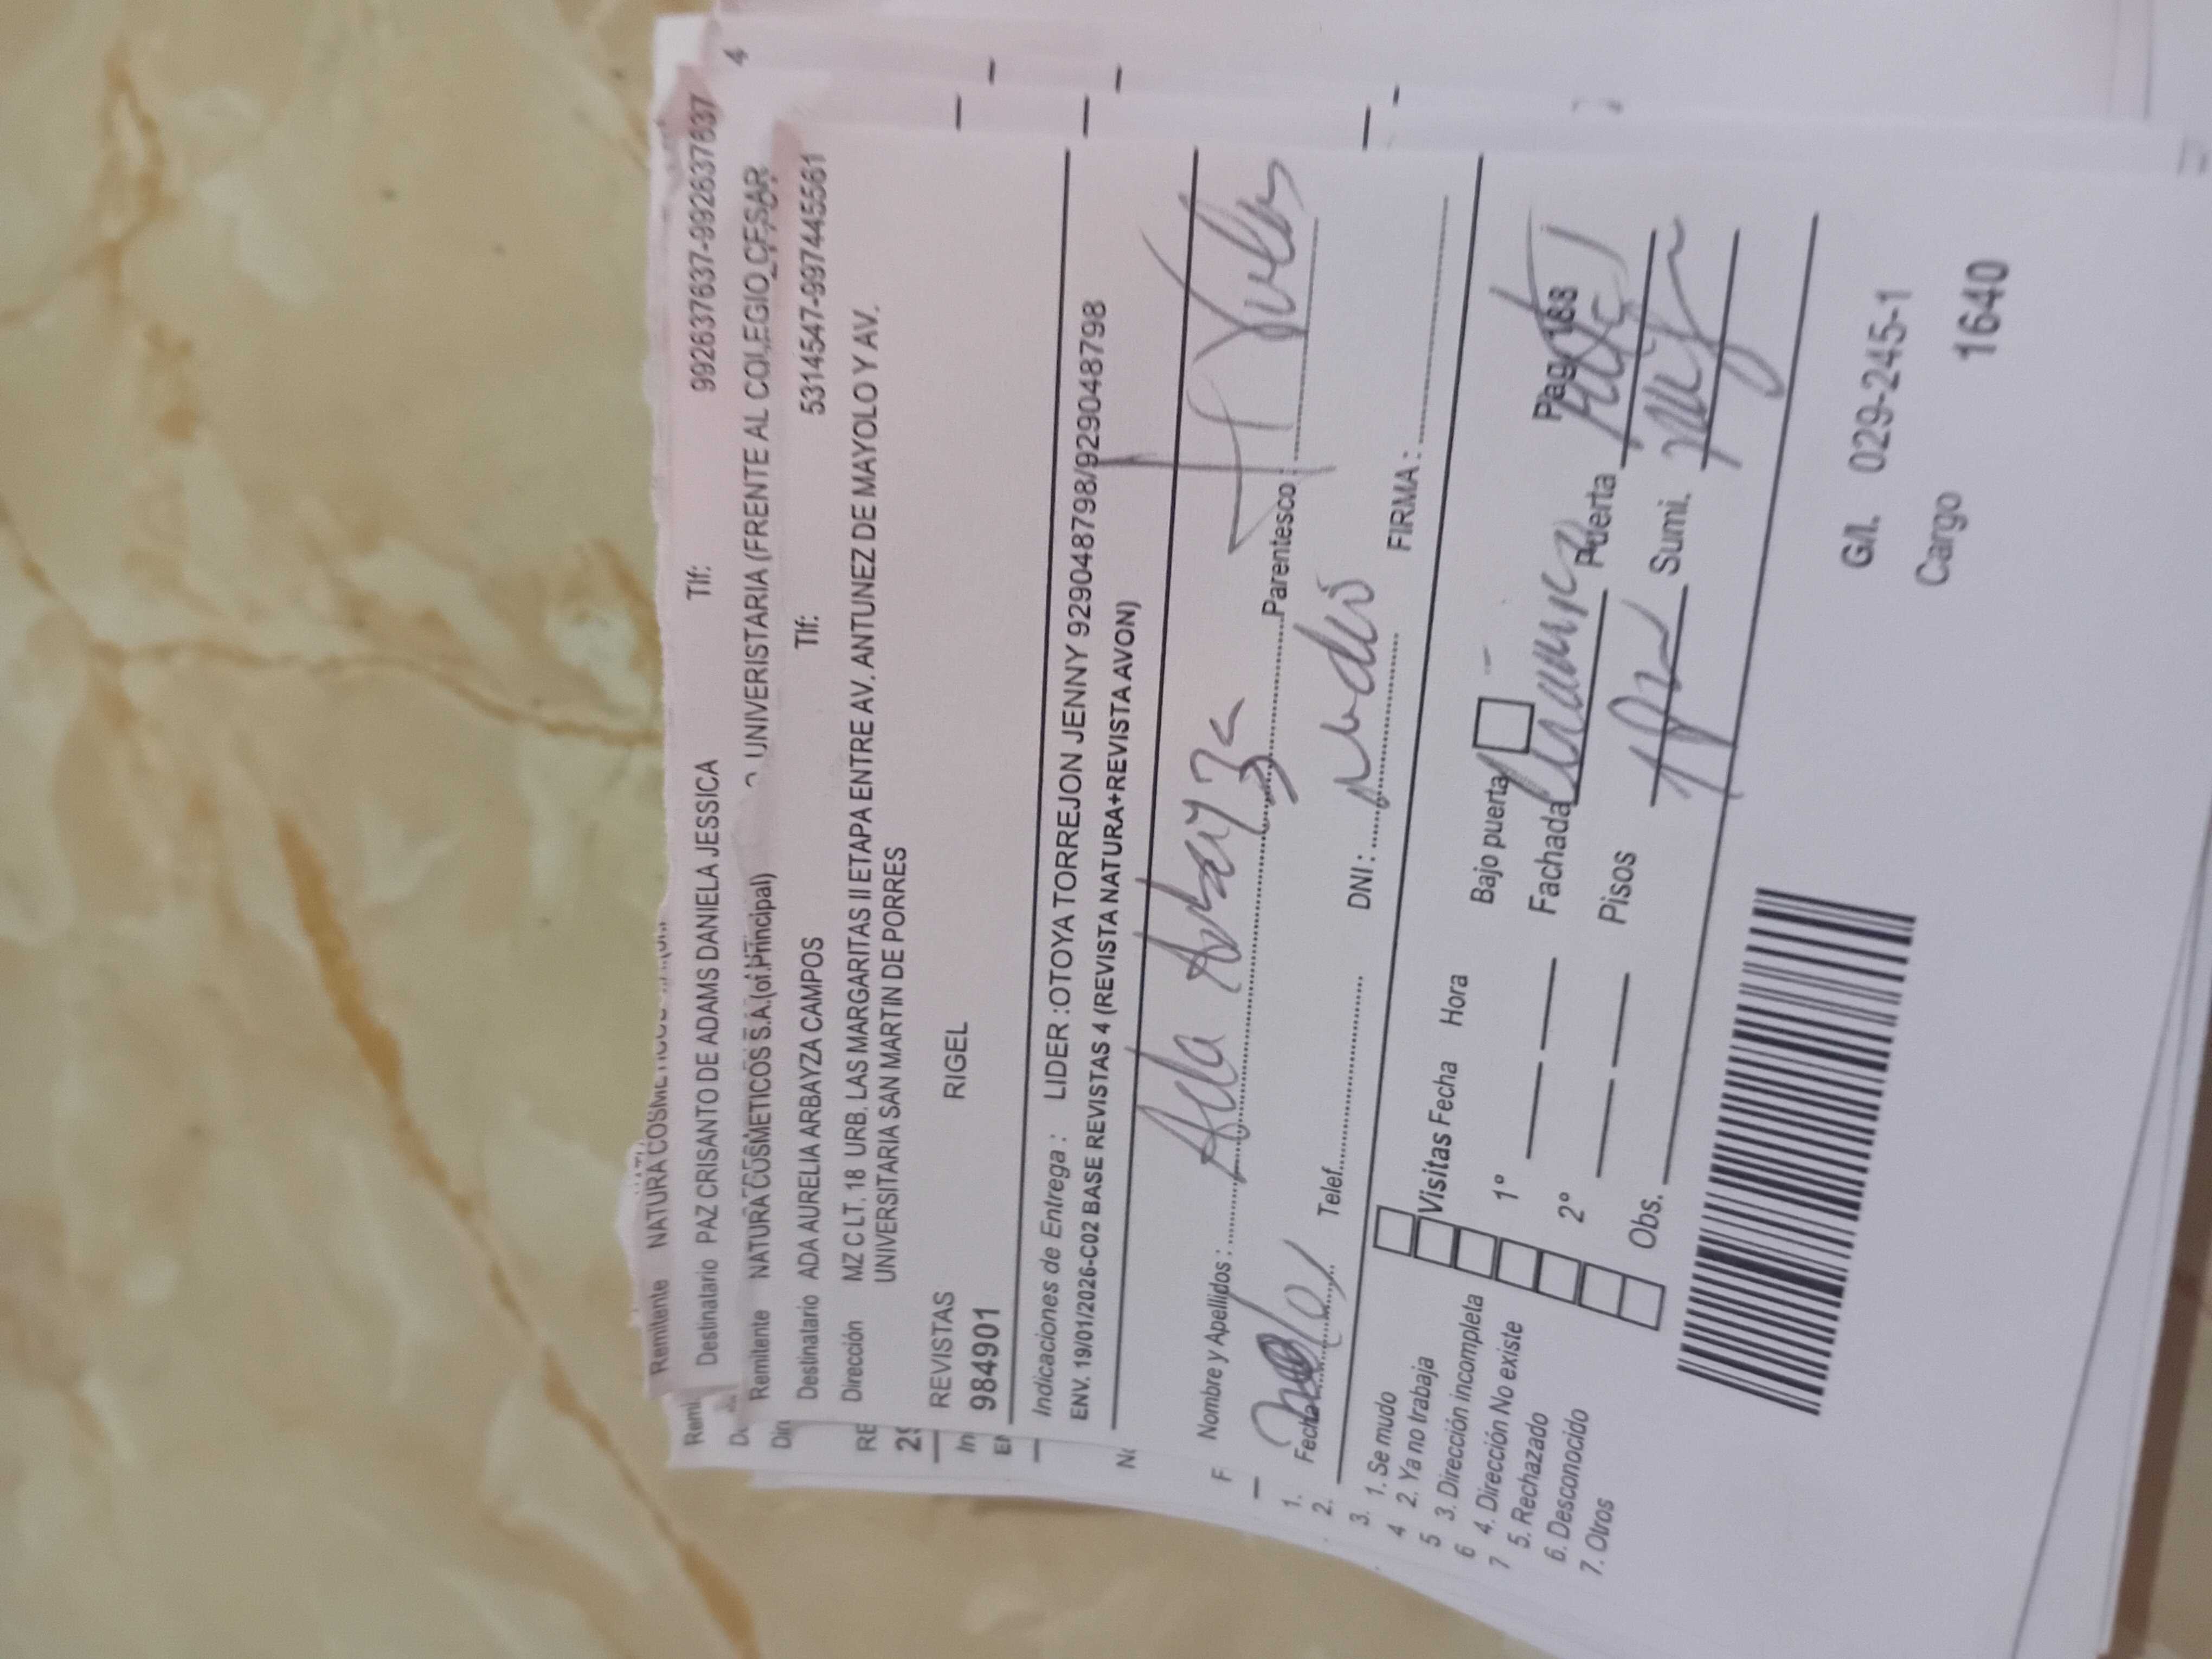 Remitente NATURA COSMETICOS
Destinatario PAZ CRISANTO DE ADAMS DANIELA JESSICA Tlf: 992637637-992637637
4
UNIVERISTARIA (FRENTE AL COLEGIO CESAR
Remitente NATURA COSMETICOS S.A.(of.Principal)
Destinatario ADA AURELIA ARBAYZA CAMPOS Tlf: 5314547-997445561
Dirección MZ C LT. 18 URB. LAS MARGARITAS II ETAPA ENTRE AV. ANTUNEZ DE MAYOLO Y AV.
UNIVERSITARIA SAN MARTIN DE PORRES
REVISTAS RIGEL
984901
Indicaciones de Entrega : LIDER :OTOYA TORREJON JENNY 929048798/929048798
ENV. 19/01/2026-C02 BASE REVISTAS 4 (REVISTA NATURA+REVISTA AVON)
Nombre y Apellidos : Ada Arbayza Parentesco :
Fecha Telef. DNI : FIRMA :
1. Se mudo
2. Ya no trabaja
3. Dirección incompleta
4. Dirección No existe
5. Rechazado
6. Desconocido
7. Otros
Visitas Fecha Hora Bajo puerta Pag/168
1° Fachada Puerta
2° Pisos Sumi.
Obs.
G/l. 029-245-1
Cargo 1640